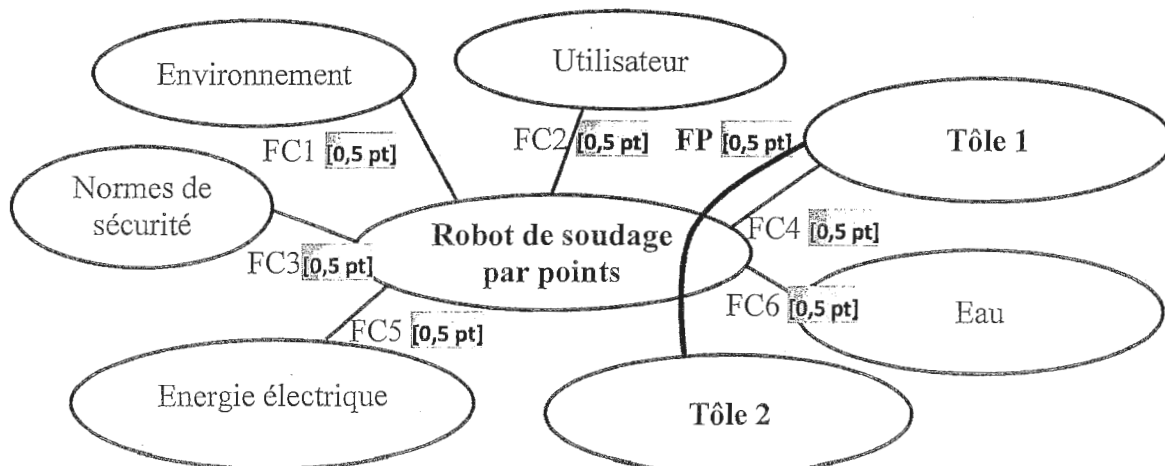 Environnement
Utilisateur
FC1 [0,5 pt]
FC2 [0,5 pt]
FP [0,5 pt]
Tôle 1
Normes de
sécurité
Robot de soudage
par points
FC3 [0,5 pt]
FC4 [0,5 pt]
FC5 [0,5 pt]
FC6 [0,5 pt]
Eau
Energie électrique
Tôle 2